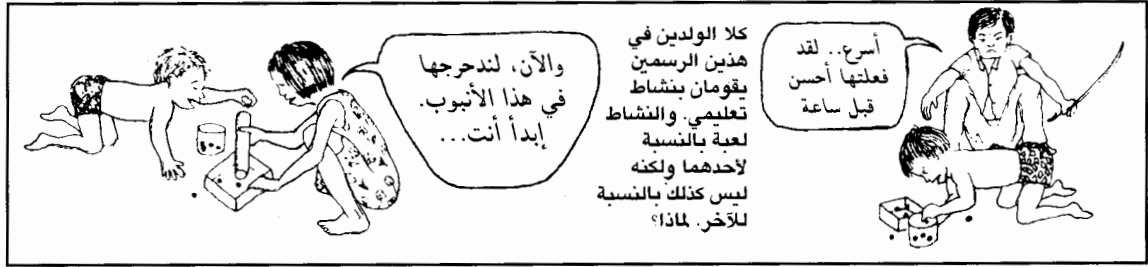 أسرع.. لقد
فعلتها أحسن
قبل ساعة
كلا الولدين في
هذين الرسمين
يقومان بنشاط
تعليمي. والنشاط
لعبة بالنسبة
لأحدهما ولكنه
ليس كذلك بالنسبة
للآخر. لماذا؟
والآن، لندحرجها
في هذا الأنبوب.
إبدأ أنت...